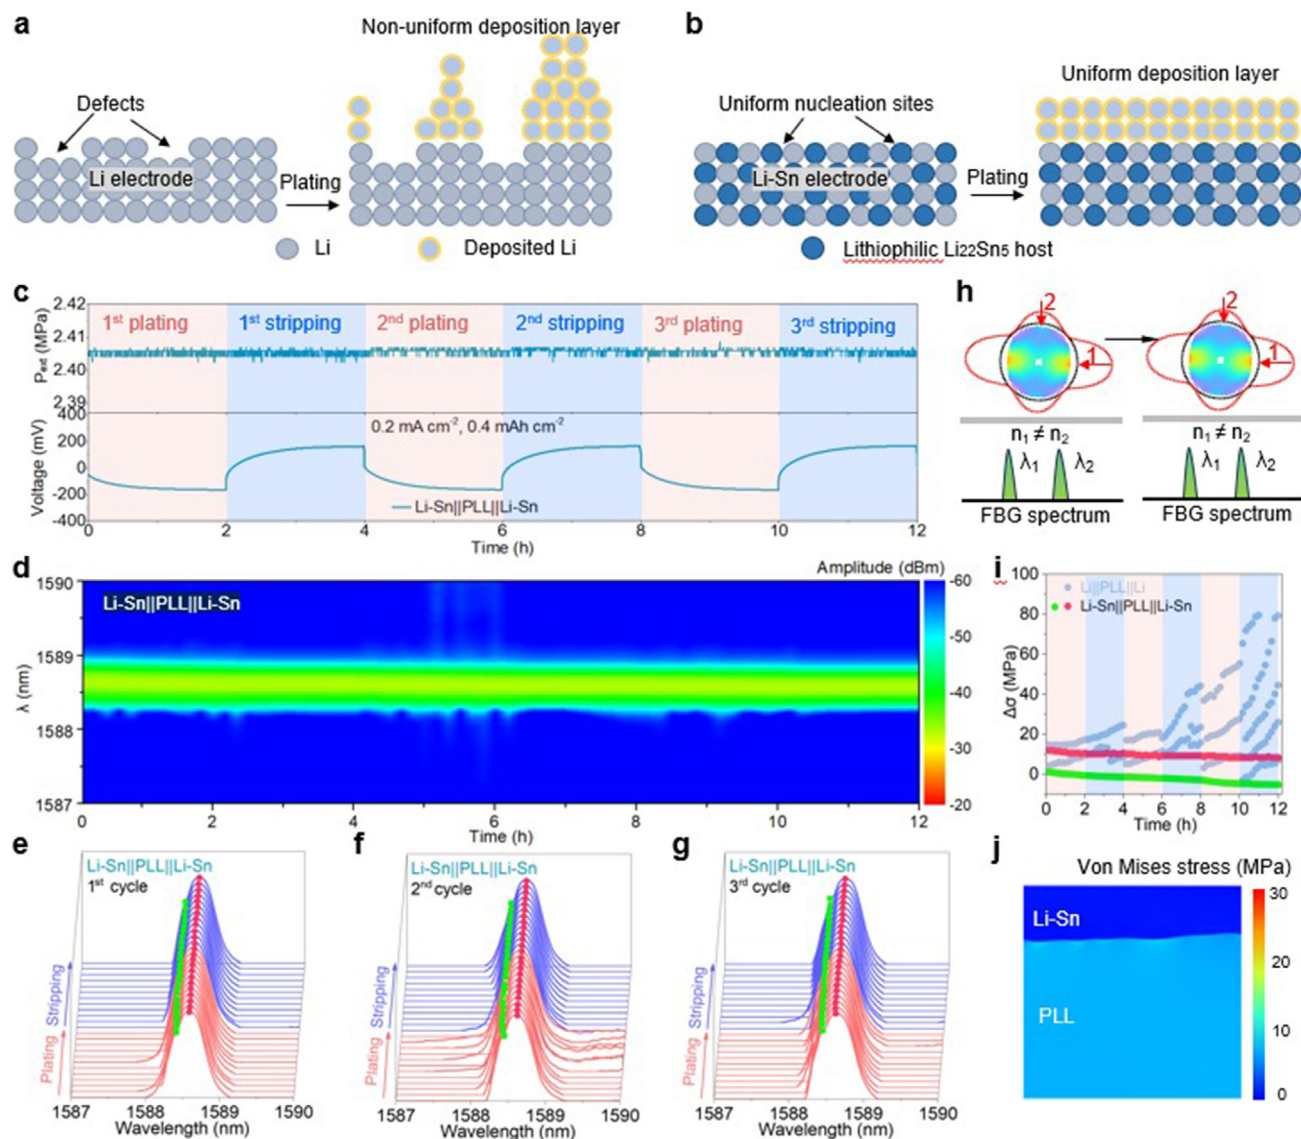 a
Non-uniform deposition layer
Defects
Li electrode
Plating
Li
Deposited Li
b
Uniform deposition layer
Uniform nucleation sites
Li-Sn electrode
Plating
Lithiophilic Li22Sn5 host
c
2.42
2.41
2.40
2.39
Pext (MPa)
1st plating
1st stripping
2nd plating
2nd stripping
3rd plating
3rd stripping
400
200
0
-200
-400
Voltage (mV)
0.2 mA cm-2, 0.4 mAh cm-2
Li-Sn||PLL||Li-Sn
0 2 4 6 8 10 12
Time (h)
h
2
1
2
1
n1 ≠ n2
n1 ≠ n2
λ1 λ2
λ1 λ2
FBG spectrum
FBG spectrum
d
1590
1589
1588
1587
λ (nm)
Li-Sn||PLL||Li-Sn
Amplitude (dBm)
-60
-50
-40
-30
-20
0 2 4 6 8 10 12
Time (h)
i
100
80
60
40
20
0
Δσ (MPa)
Li||PLL||Li
Li-Sn||PLL||Li-Sn
0 2 4 6 8 10 12
Time (h)
e
Li-Sn||PLL||Li-Sn
1st cycle
Stripping
Plating
1587 1588 1589 1590
Wavelength (nm)
f
Li-Sn||PLL||Li-Sn
2nd cycle
Stripping
Plating
1587 1588 1589 1590
Wavelength (nm)
g
Li-Sn||PLL||Li-Sn
3rd cycle
Stripping
Plating
1587 1588 1589 1590
Wavelength (nm)
j
Von Mises stress (MPa)
Li-Sn
PLL
30
20
10
0